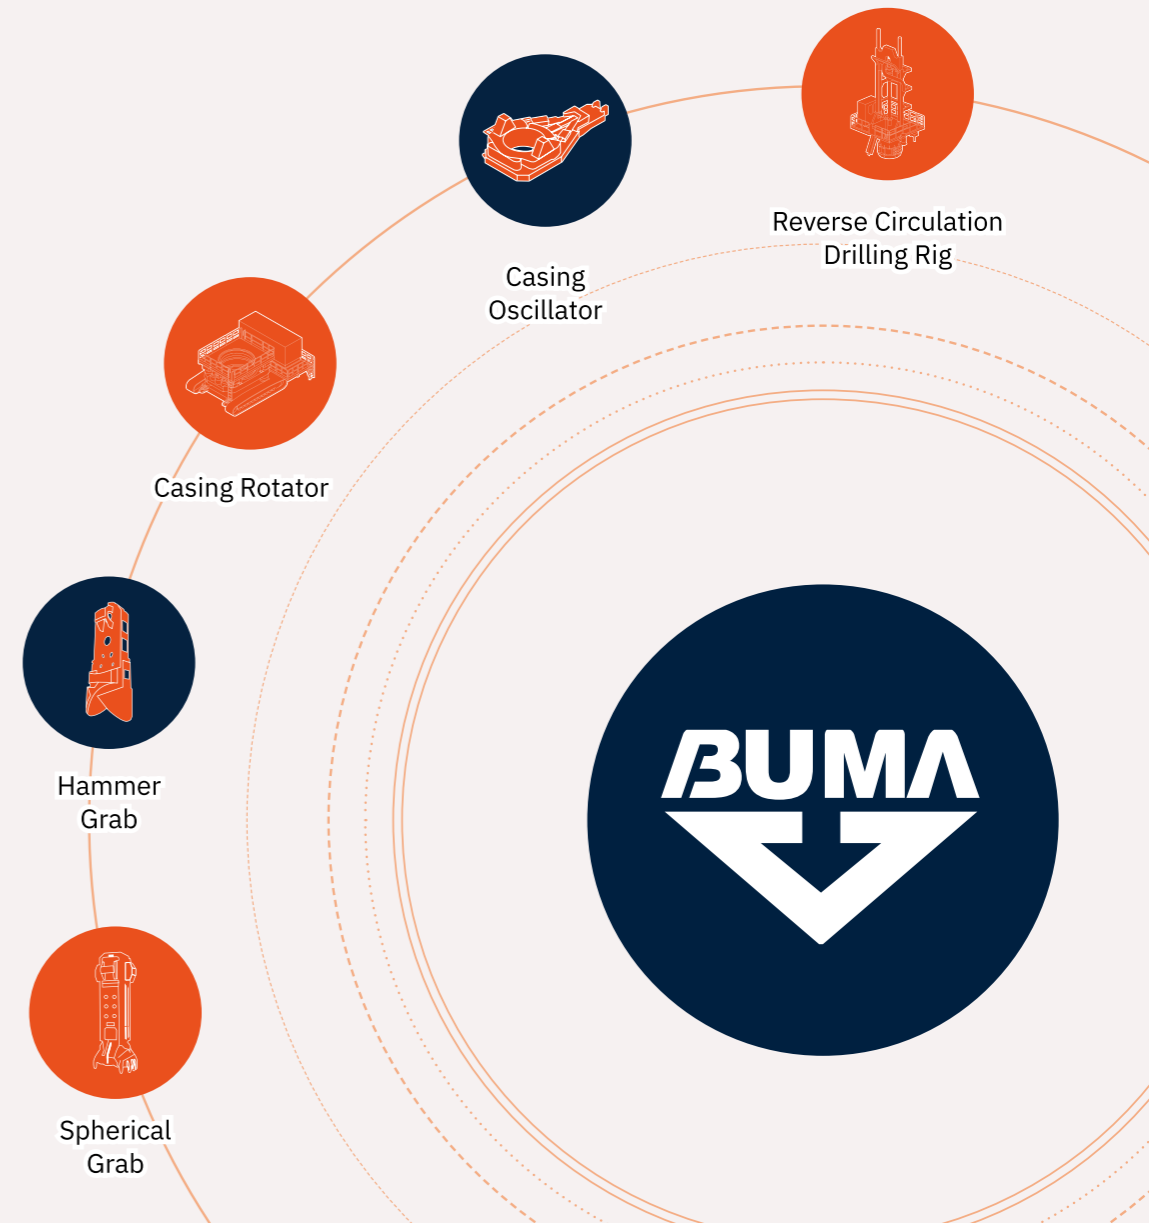 Reverse Circulation
Drilling Rig
Casing
Oscillator
Casing Rotator
Hammer
Grab
BUMA
Spherical
Grab